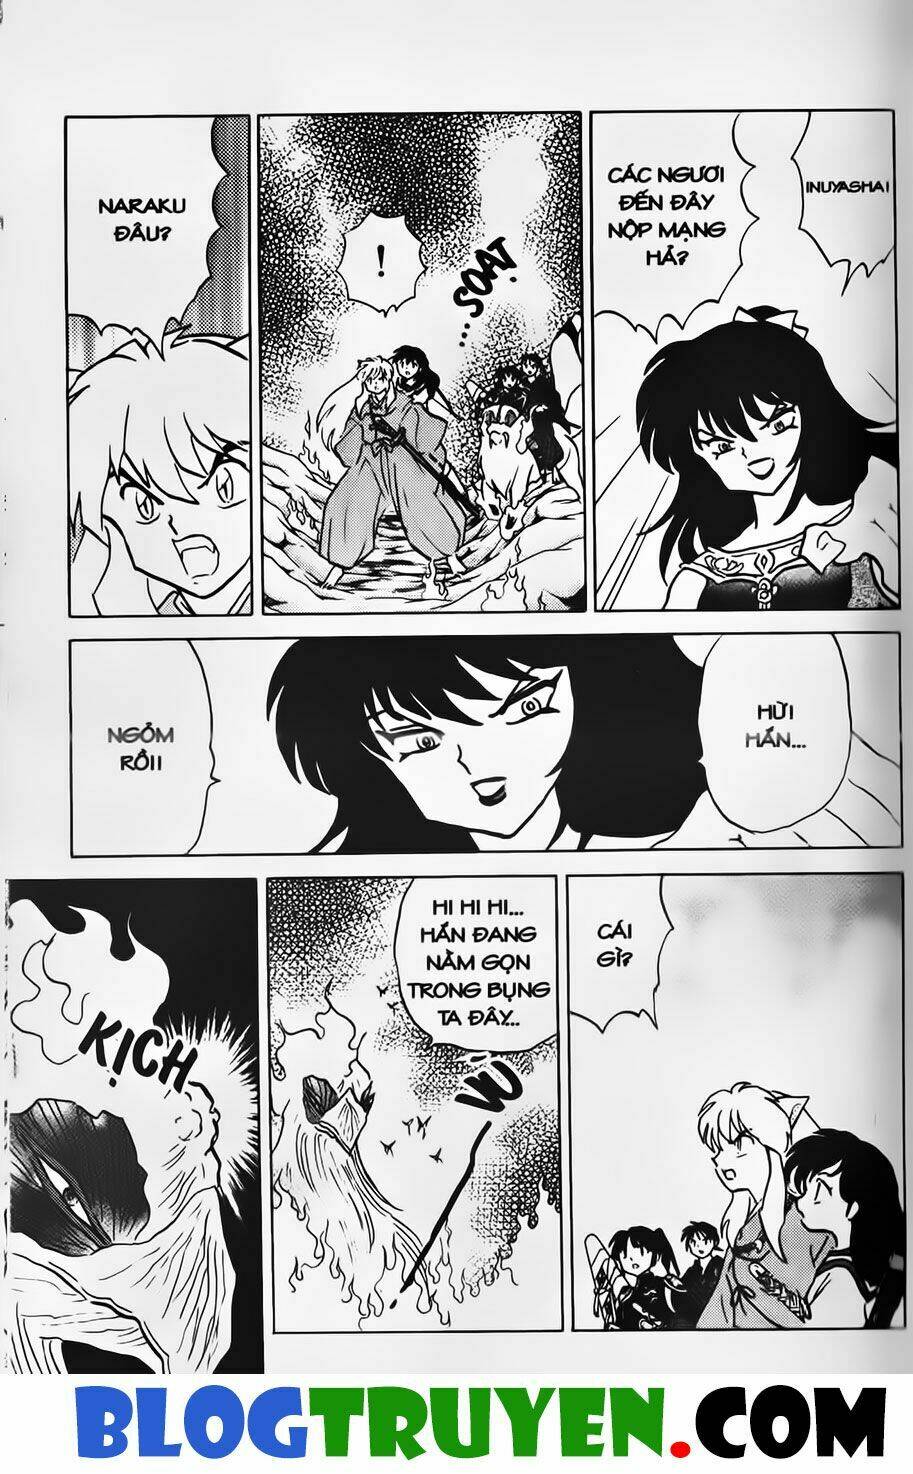 INUYASHA!
CÁC NGƯƠI
ĐẾN ĐÂY
NỘP MẠNG
HẢ?
!
...SOẠT
NARAKU
ĐÂU?
HỪ!
HẮN...
NGỎM
RỒI!
CÁI
GÌ?
HI HI HI...
HẮN ĐANG
NẰM GỌN
TRONG BỤNG
TA ĐÂY...
VÙ
KỊCH
BLOGTRUYEN.COM